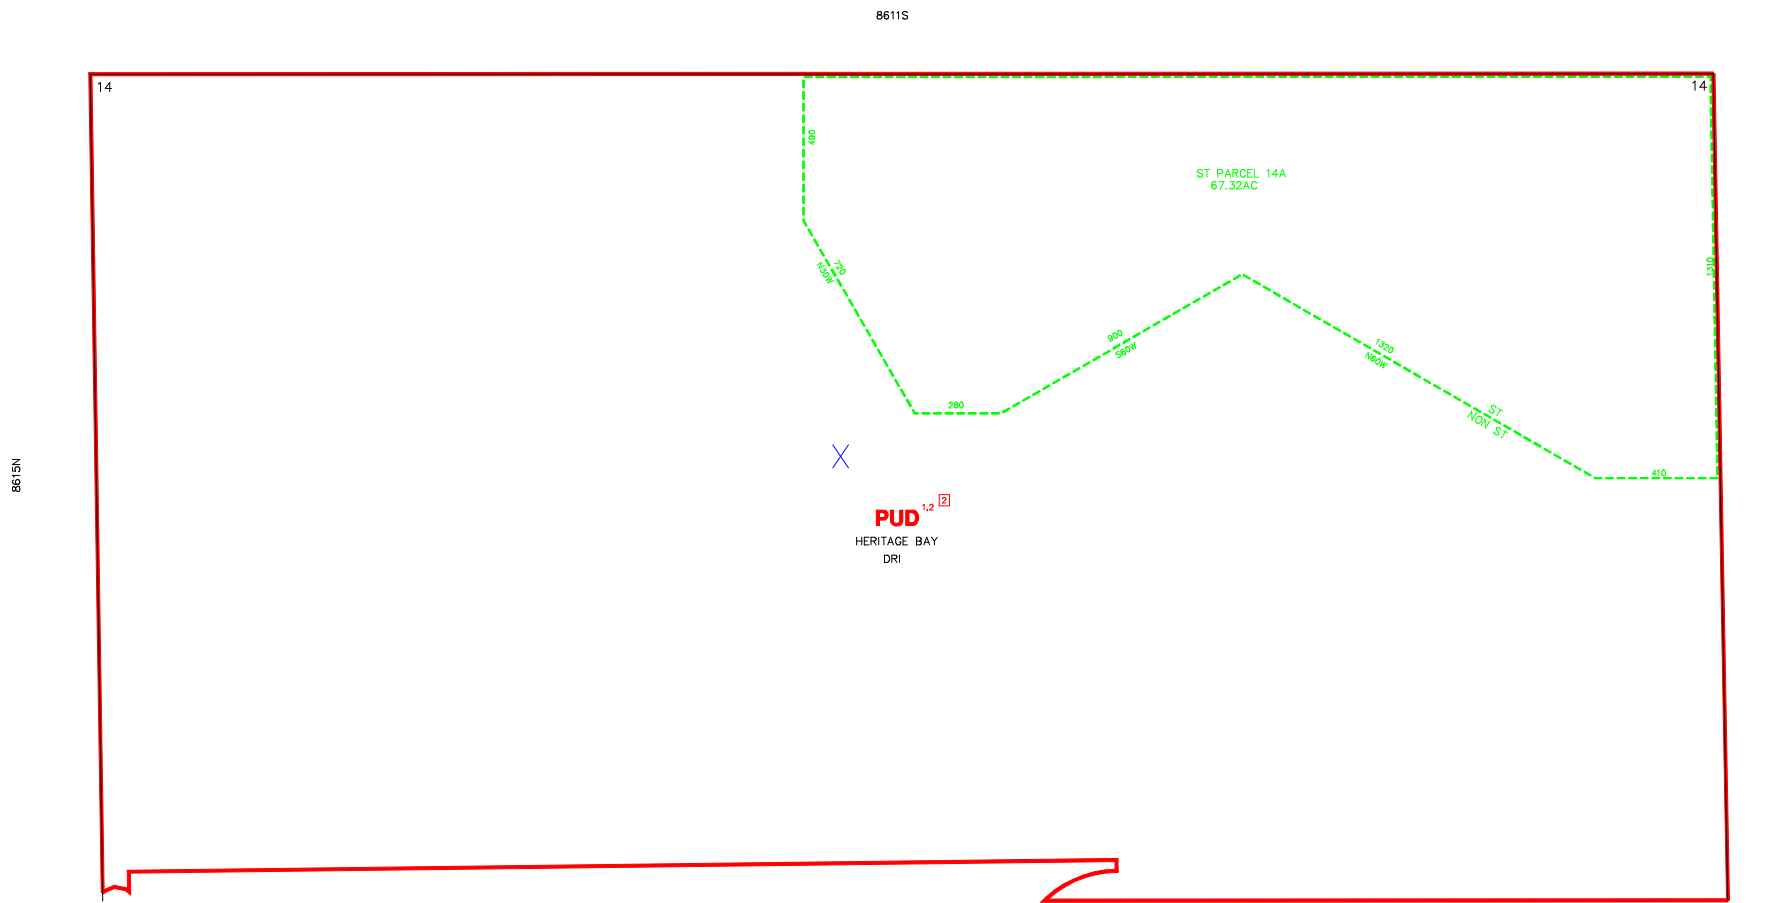 8611S
14
14
490
ST PARCEL 14A
67.32AC
720
N30W
1310
900
S60W
1320
N60W
280
ST
NON ST
410
8615N
PUD 1,2 2
HERITAGE BAY
DRI